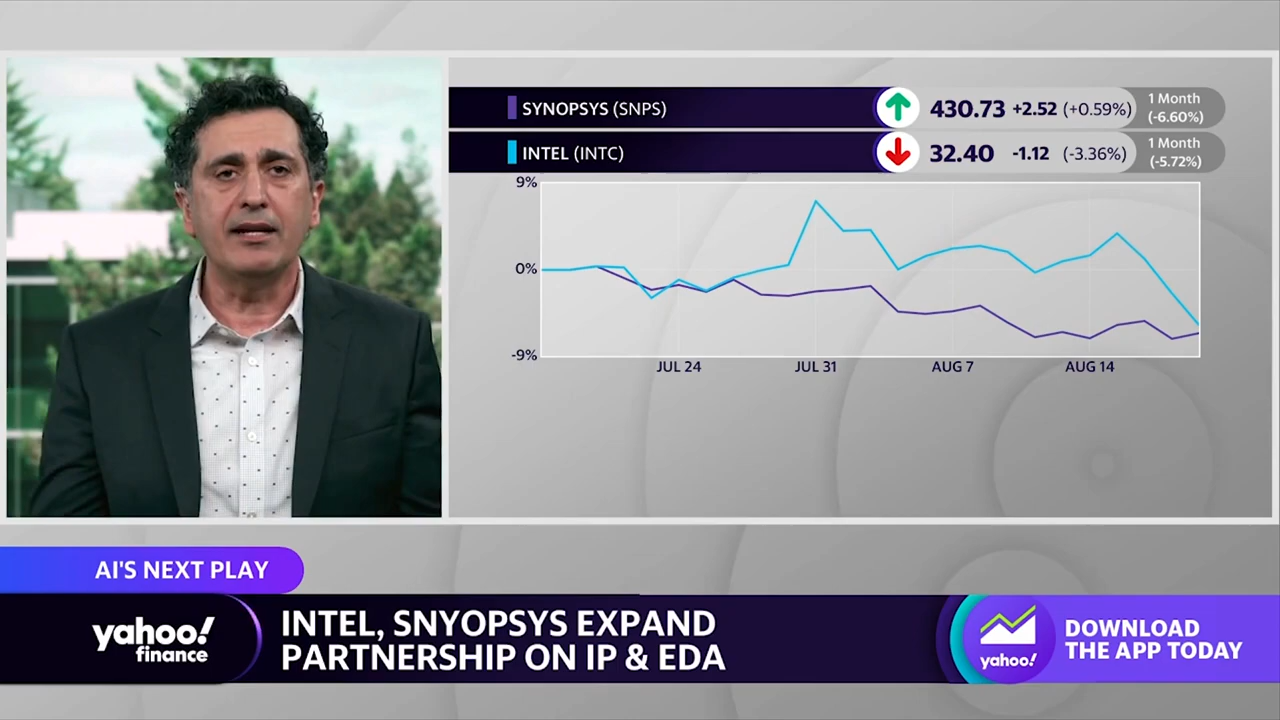 SYNOPSYS (SNPS)
430.73 +2.52 (+0.59%)
1 Month
(-6.60%)
INTEL (INTC)
32.40 -1.12 (-3.36%)
1 Month
(-5.72%)
9%
0%
-9%
JUL 24
JUL 31
AUG 7
AUG 14
AI'S NEXT PLAY
yahoo!
finance
INTEL, SNYOPSYS EXPAND
PARTNERSHIP ON IP & EDA
yahoo!
DOWNLOAD
THE APP TODAY